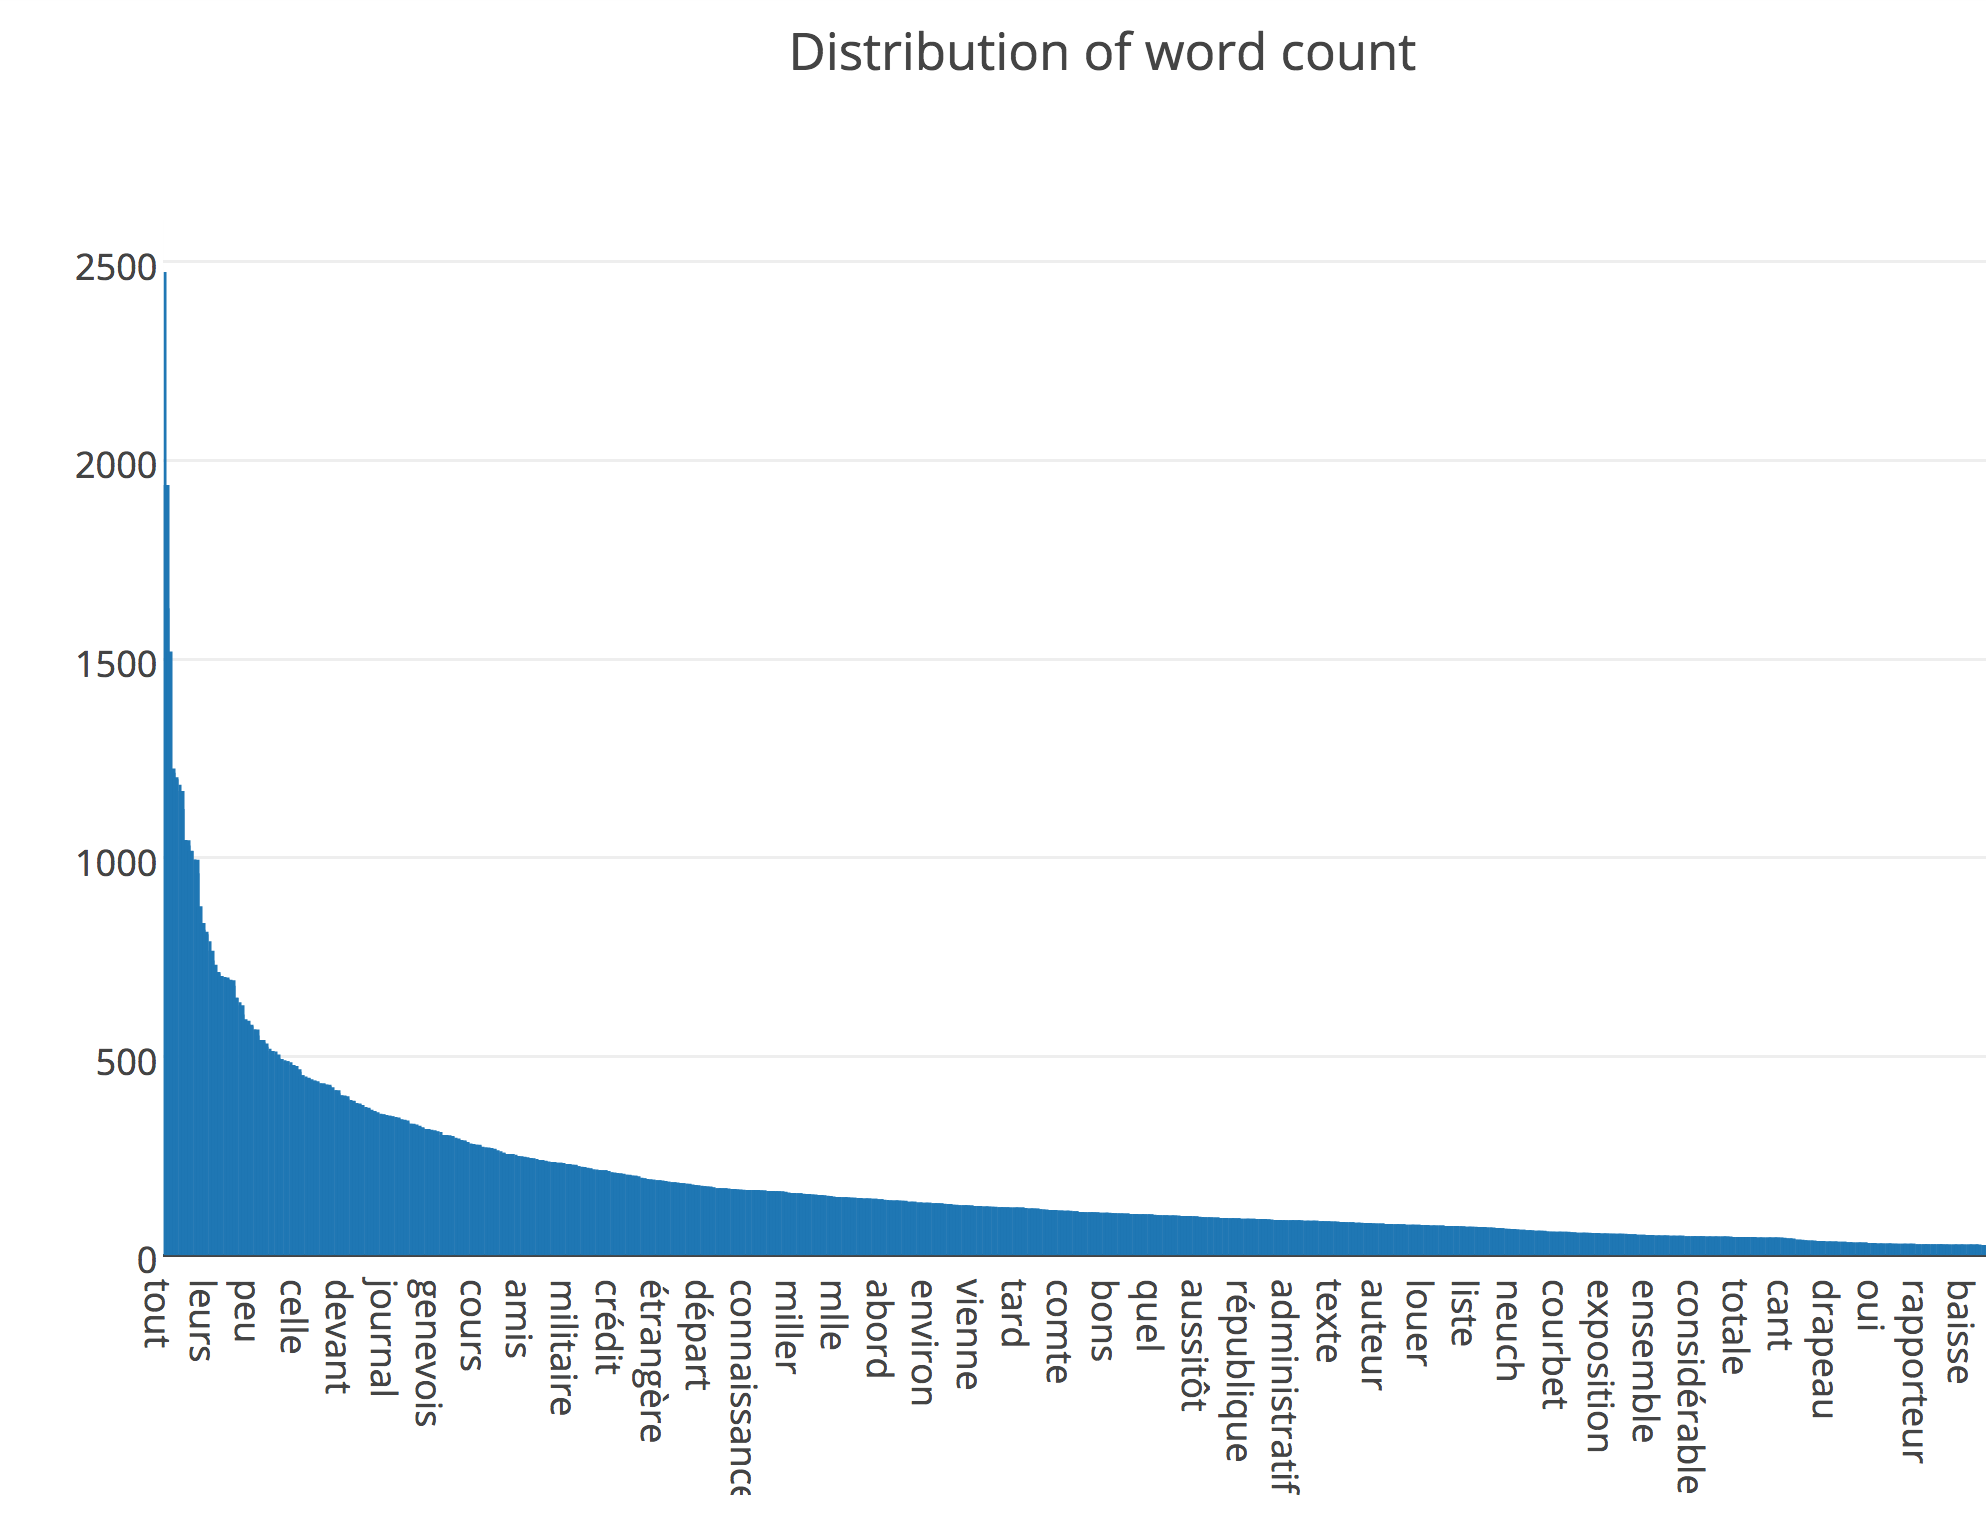 Distribution of word count
2500
2000
1500
1000
500
0
tout
leurs
peu
celle
devant
journal
genevois
cours
amis
militaire
crédit
étrangère
départ
connaissance
miller
mlle
abord
environ
vienne
tard
comte
bons
quel
aussitôt
république
administratif
texte
auteur
louer
liste
neuch
courbet
exposition
ensemble
considérable
totale
cant
drapeau
oui
rapporteur
baisse